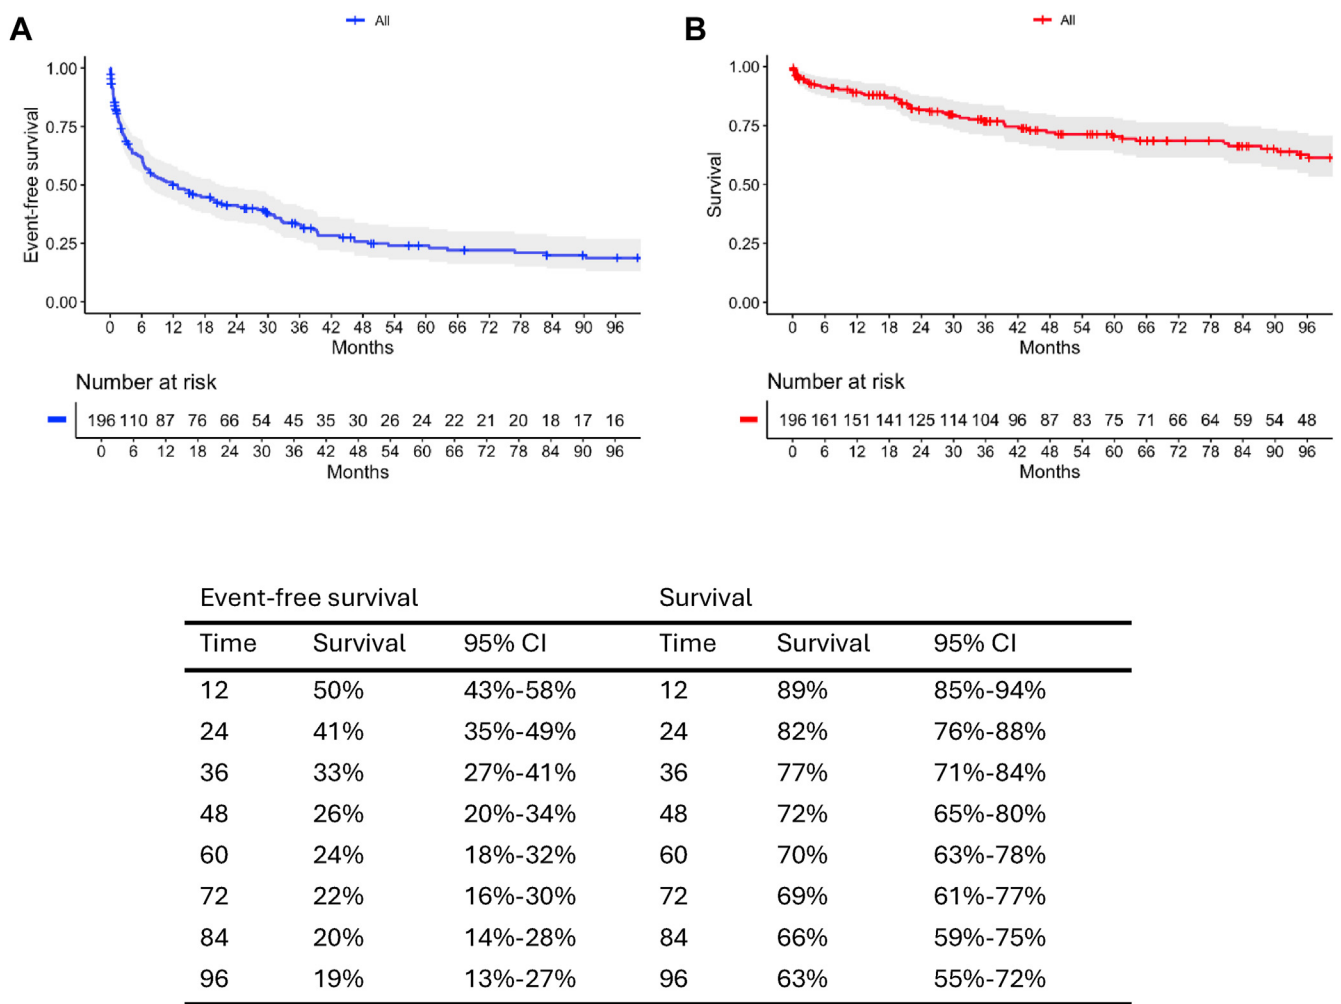 A
All
Event-free survival
1.00
0.75
0.50
0.25
0.00
0 6 12 18 24 30 36 42 48 54 60 66 72 78 84 90 96
Months
Number at risk
196 110 87 76 66 54 45 35 30 26 24 22 21 20 18 17 16
0 6 12 18 24 30 36 42 48 54 60 66 72 78 84 90 96
Months
B
All
Survival
1.00
0.75
0.50
0.25
0.00
0 6 12 18 24 30 36 42 48 54 60 66 72 78 84 90 96
Months
Number at risk
196 161 151 141 125 114 104 96 87 83 75 71 66 64 59 54 48
0 6 12 18 24 30 36 42 48 54 60 66 72 78 84 90 96
Months
Event-free survival Survival
Time Survival 95% CI Time Survival 95% CI
12 50% 43%-58% 12 89% 85%-94%
24 41% 35%-49% 24 82% 76%-88%
36 33% 27%-41% 36 77% 71%-84%
48 26% 20%-34% 48 72% 65%-80%
60 24% 18%-32% 60 70% 63%-78%
72 22% 16%-30% 72 69% 61%-77%
84 20% 14%-28% 84 66% 59%-75%
96 19% 13%-27% 96 63% 55%-72%